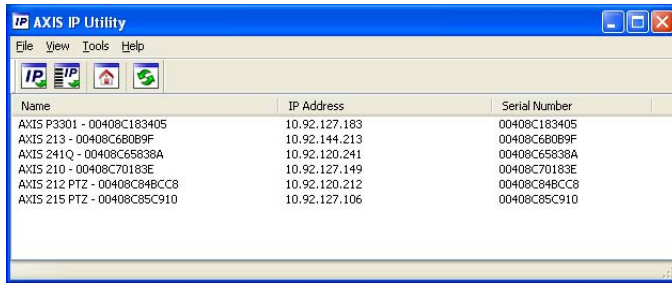 IP AXIS IP Utility
File View Tools Help
IP IP
Name IP Address Serial Number
AXIS P3301 - 00408C183405 10.92.127.183 00408C183405
AXIS 213 - 00408C6B0B9F 10.92.144.213 00408C6B0B9F
AXIS 241Q - 00408C65838A 10.92.120.241 00408C65838A
AXIS 210 - 00408C70183E 10.92.127.149 00408C70183E
AXIS 212 PTZ - 00408C84BCC8 10.92.120.212 00408C84BCC8
AXIS 215 PTZ - 00408C85C910 10.92.127.106 00408C85C910